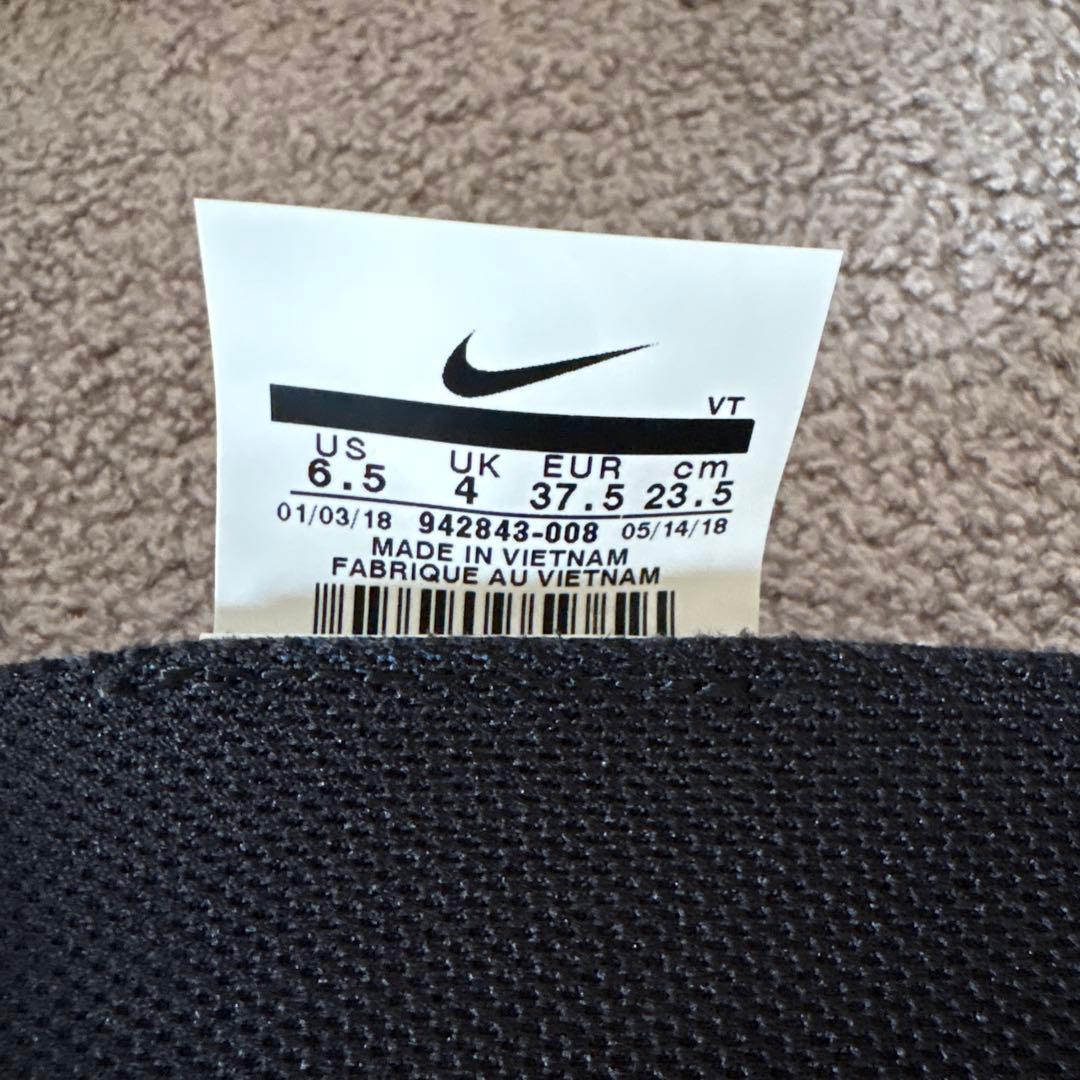 VT
US UK EUR cm
6.5 4 37.5 23.5
01/03/18 942843-008 05/14/18
MADE IN VIETNAM
FABRIQUE AU VIETNAM